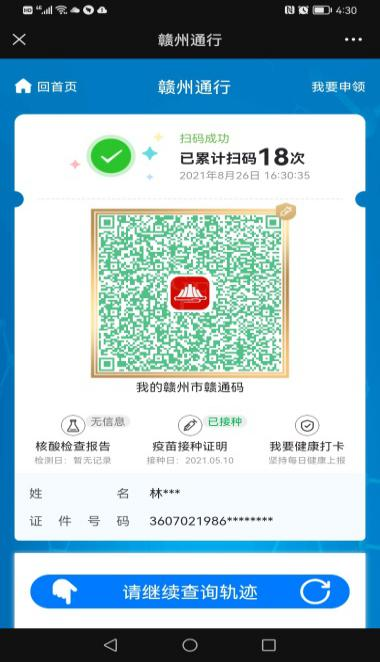 4:30
赣州通行
回首页
赣州通行
我要申领
扫码成功
已累计扫码18次
2021年8月26日 16:30:35
我的赣州市赣通码
无信息
已接种
核酸检查报告
疫苗接种证明
我要健康打卡
检测日：暂无记录
接种日：2021.05.10
坚持每日健康上报
姓名 林***
证件号码 3607021986********
请继续查询轨迹